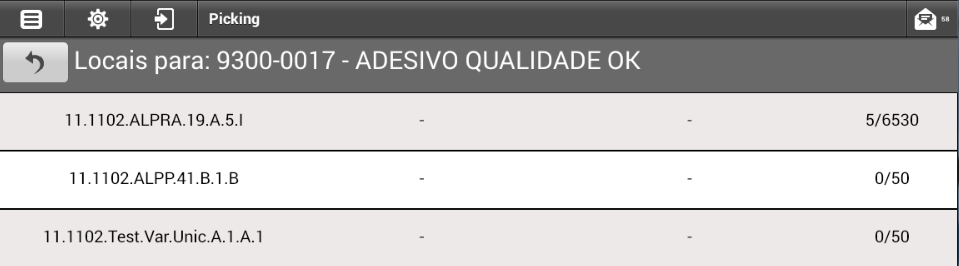 Picking 58
Locais para: 9300-0017 - ADESIVO QUALIDADE OK
11.1102.ALPRA.19.A.5.I - - 5/6530
11.1102.ALPP.41.B.1.B - - 0/50
11.1102.Test.Var.Unic.A.1.A.1 - - 0/50